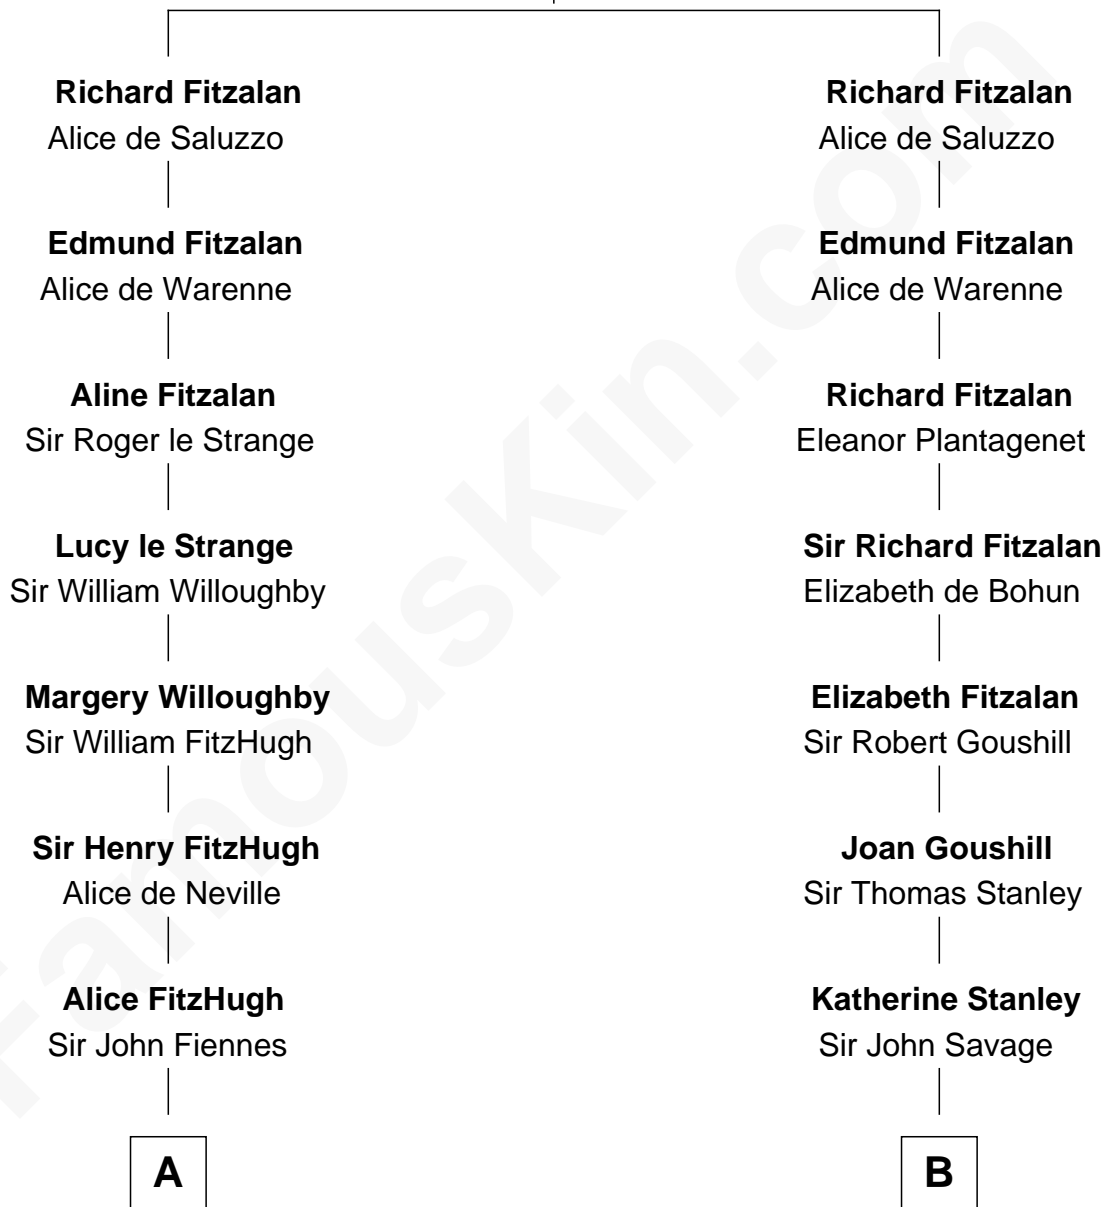 Richard Fitzalan
Alice de Saluzzo
Edmund Fitzalan
Alice de Warenne
Aline Fitzalan
Sir Roger le Strange
Lucy le Strange
Sir William Willoughby
Margery Willoughby
Sir William FitzHugh
Sir Henry FitzHugh
Alice de Neville
Alice FitzHugh
Sir John Fiennes
A
Richard Fitzalan
Alice de Saluzzo
Edmund Fitzalan
Alice de Warenne
Richard Fitzalan
Eleanor Plantagenet
Sir Richard Fitzalan
Elizabeth de Bohun
Elizabeth Fitzalan
Sir Robert Goushill
Joan Goushill
Sir Thomas Stanley
Katherine Stanley
Sir John Savage
B
FamousKin.com